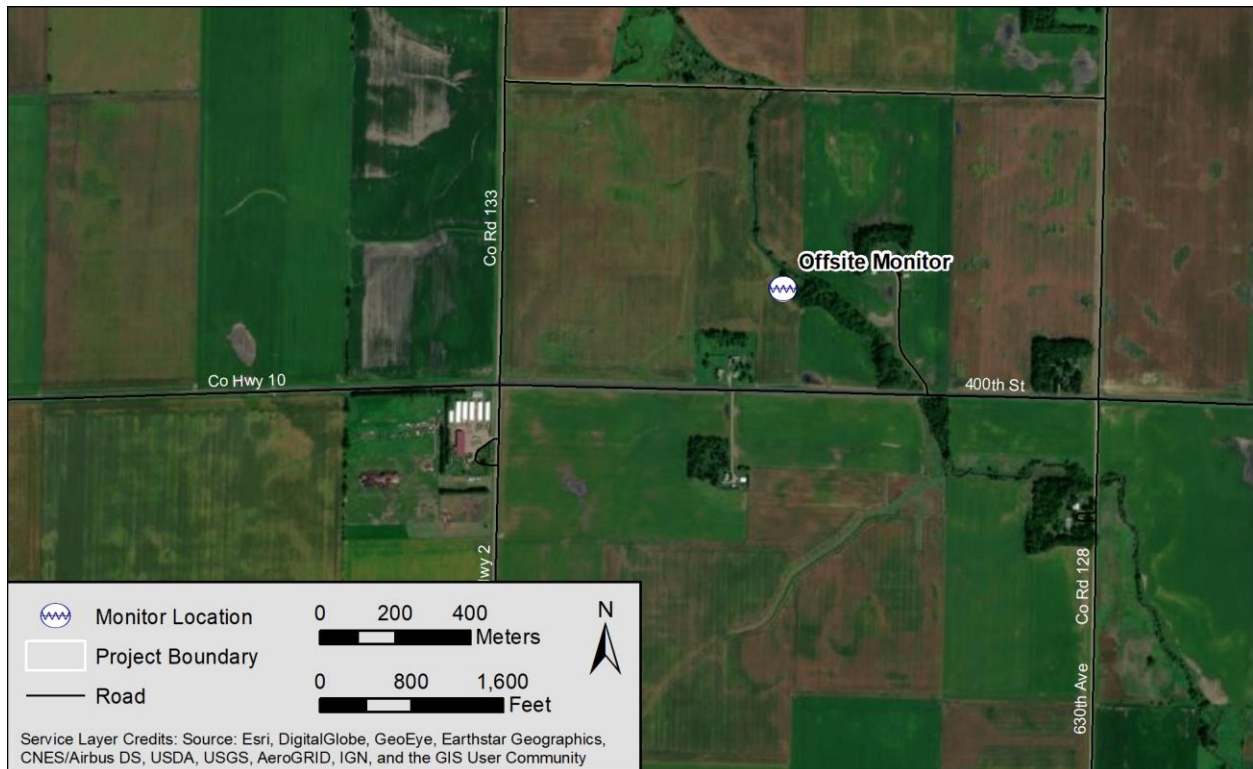 Co Rd 133
Offsite Monitor
Co Hwy 10
400th St
Hwy 2
Co Rd 128
630th Ave
Monitor Location
Project Boundary
Road
0 200 400
Meters
0 800 1,600
Feet
N
Service Layer Credits: Source: Esri, DigitalGlobe, GeoEye, Earthstar Geographics,
CNES/Airbus DS, USDA, USGS, AeroGRID, IGN, and the GIS User Community